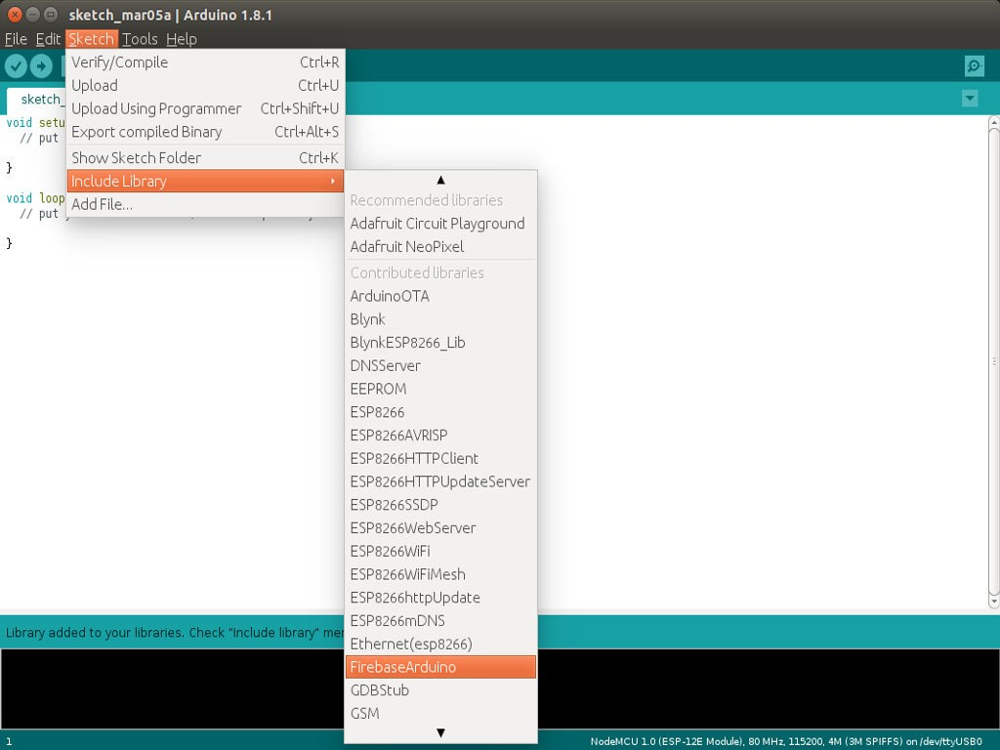 sketch_mar05a | Arduino 1.8.1
File Edit Sketch Tools Help
Verify/Compile Ctrl+R
Upload Ctrl+U
Upload Using Programmer Ctrl+Shift+U
Export compiled Binary Ctrl+Alt+S
Show Sketch Folder Ctrl+K
Include Library
Add File...
sketch_
void setu
// put
}
void loop
// put
}
Recommended libraries
Adafruit Circuit Playground
Adafruit NeoPixel
Contributed libraries
ArduinoOTA
Blynk
BlynkESP8266_Lib
DNSServer
EEPROM
ESP8266
ESP8266AVRISP
ESP8266HTTPClient
ESP8266HTTPUpdateServer
ESP8266SSDP
ESP8266WebServer
ESP8266WiFi
ESP8266WiFiMesh
ESP8266httpUpdate
ESP8266mDNS
Ethernet(esp8266)
FirebaseArduino
GDBStub
GSM
Library added to your libraries. Check "Include library" me
1
NodeMCU 1.0 (ESP-12E Module), 80 MHz, 115200, 4M (3M SPIFFS) on /dev/ttyUSB0